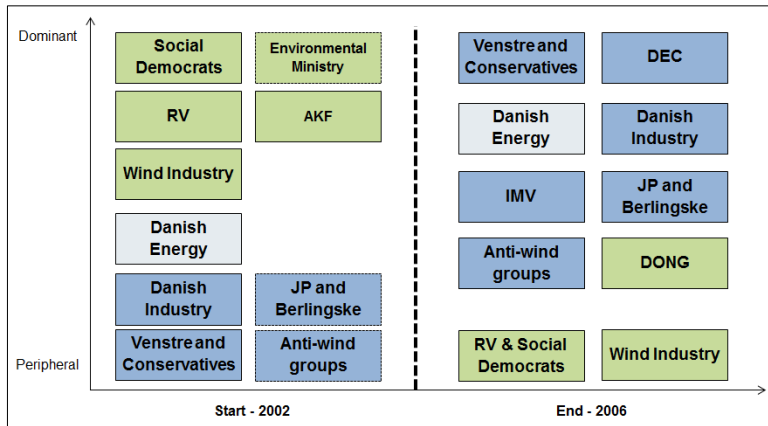 Dominant
Social
Democrats
Environmental
Ministry
Venstre and
Conservatives
DEC
RV
AKF
Danish
Energy
Danish
Industry
Wind Industry
IMV
JP and
Berlingske
Danish
Energy
Anti-wind
groups
DONG
Danish
Industry
JP and
Berlingske
Venstre and
Conservatives
Anti-wind
groups
RV & Social
Democrats
Wind Industry
Peripheral
Start - 2002
End - 2006